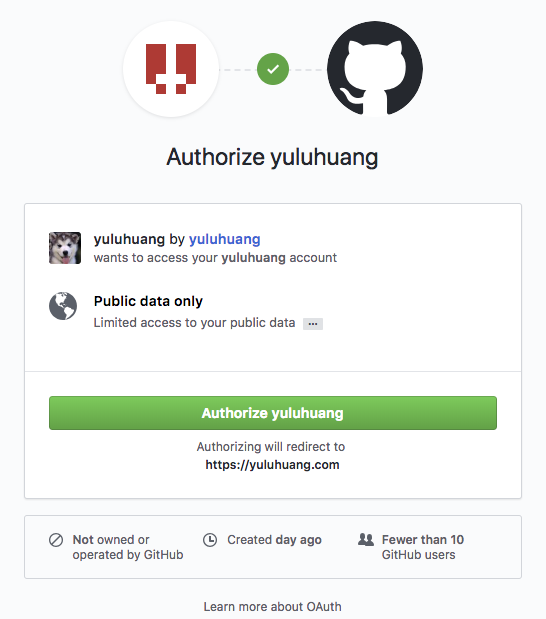 Authorize yuluhuang
yuluhuang by yuluhuang
wants to access your yuluhuang account
Public data only
Limited access to your public data ...
Authorize yuluhuang
Authorizing will redirect to
https://yuluhuang.com
Not owned or
operated by GitHub
Created day ago
Fewer than 10
GitHub users
Learn more about OAuth